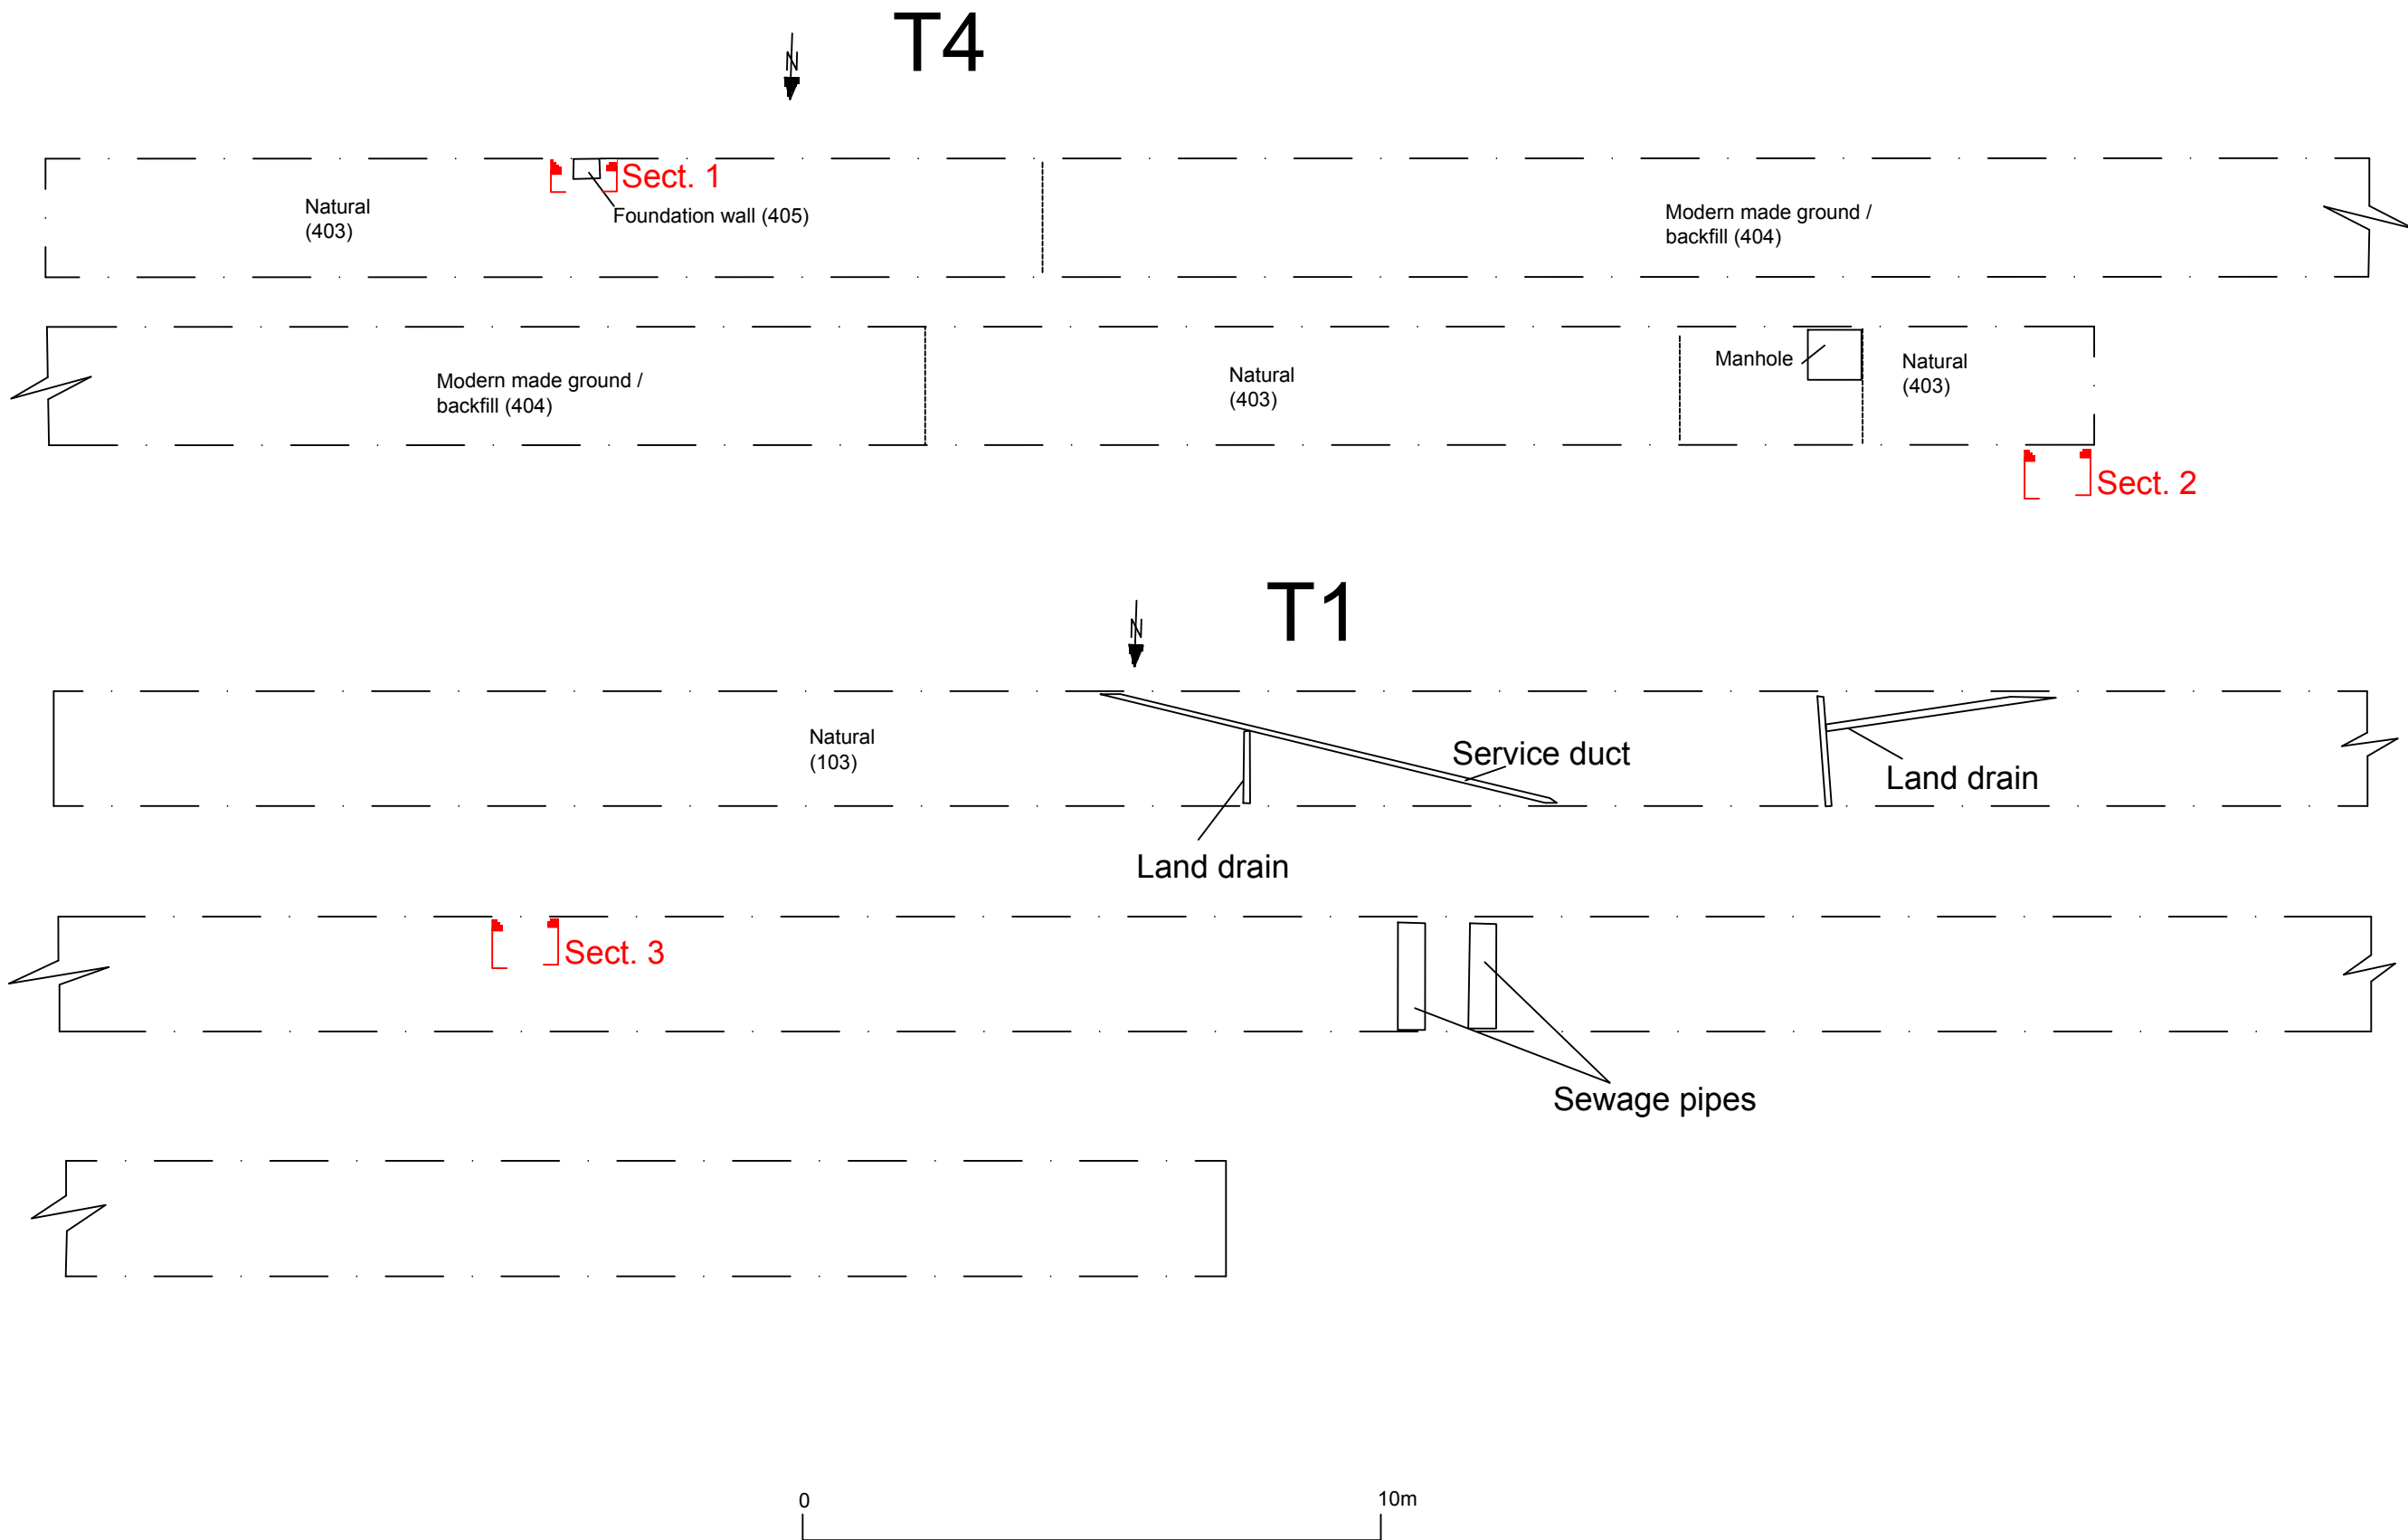 T4
N
Sect. 1
Natural
(403)
Foundation wall (405)
Modern made ground /
backfill (404)
Modern made ground /
backfill (404)
Natural
(403)
Manhole
Natural
(403)
Sect. 2
T1
N
Natural
(103)
Service duct
Land drain
Land drain
Sect. 3
Sewage pipes
0
10m